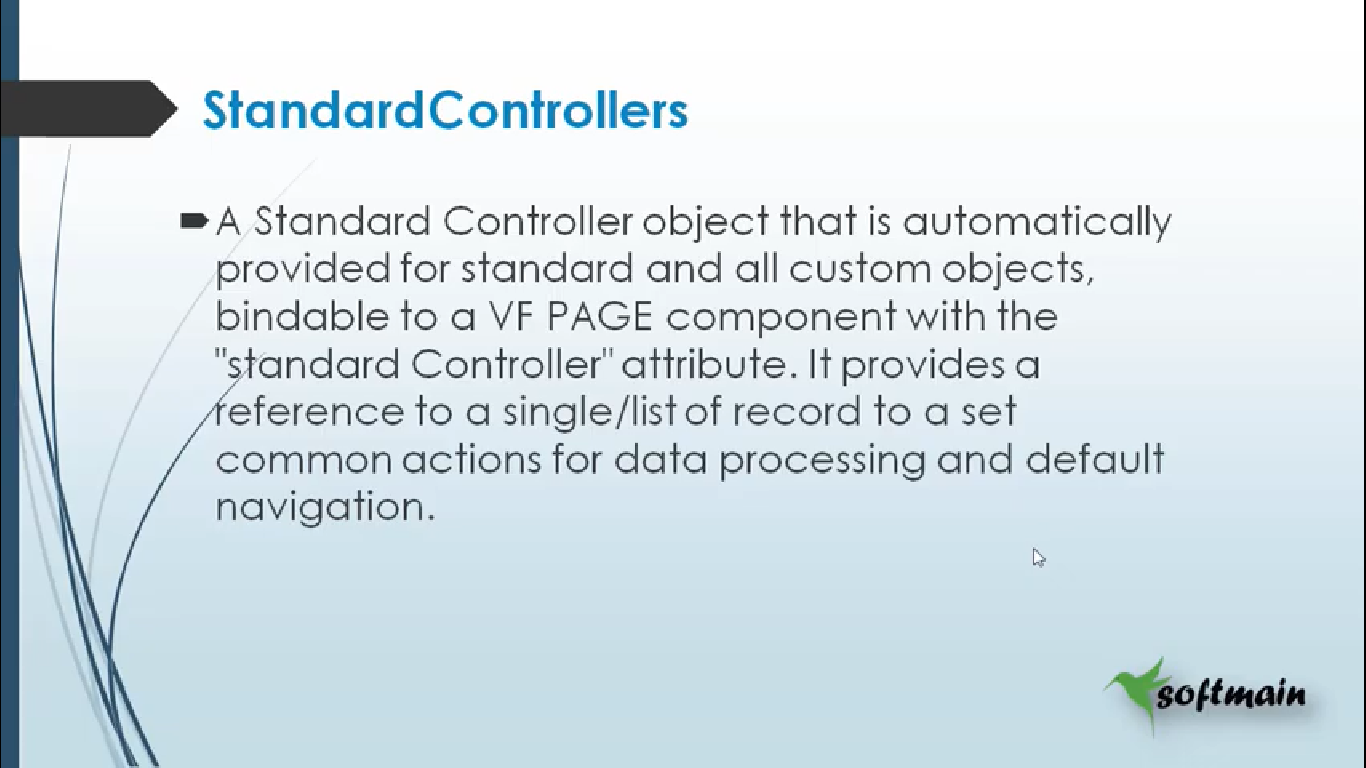 StandardControllers
A Standard Controller object that is automatically
provided for standard and all custom objects,
bindable to a VF PAGE component with the
"standard Controller" attribute. It provides a
reference to a single/list of record to a set
common actions for data processing and default
navigation.
softmain